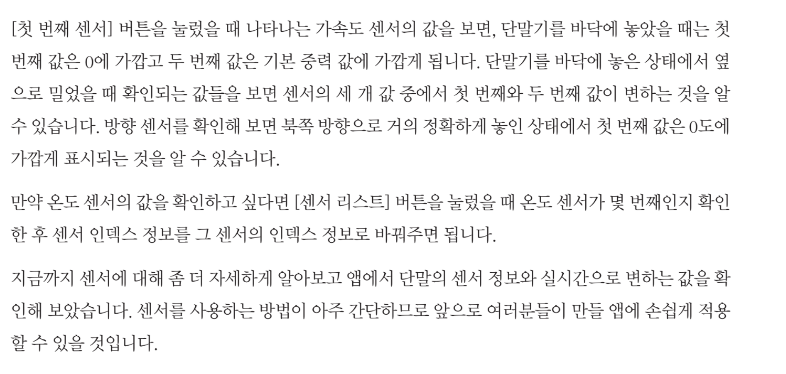 [첫 번째 센서] 버튼을 눌렀을 때 나타나는 가속도 센서의 값을 보면, 단말기를 바닥에 놓았을 때는 첫
번째 값은 0에 가깝고 두 번째 값은 기본 중력 값에 가깝게 됩니다. 단말기를 바닥에 놓은 상태에서 옆
으로 밀었을 때 확인되는 값들을 보면 센서의 세 개 값 중에서 첫 번째와 두 번째 값이 변하는 것을 알
수 있습니다. 방향 센서를 확인해 보면 북쪽 방향으로 거의 정확하게 놓인 상태에서 첫 번째 값은 0도에
가깝게 표시되는 것을 알 수 있습니다.
만약 온도 센서의 값을 확인하고 싶다면 [센서 리스트] 버튼을 눌렀을 때 온도 센서가 몇 번째인지 확인
한 후 센서 인덱스 정보를 그 센서의 인덱스 정보로 바꿔주면 됩니다.
지금까지 센서에 대해 좀 더 자세하게 알아보고 앱에서 단말의 센서 정보와 실시간으로 변하는 값을 확
인해 보았습니다. 센서를 사용하는 방법이 아주 간단하므로 앞으로 여러분들이 만들 앱에 손쉽게 적용
할 수 있을 것입니다.